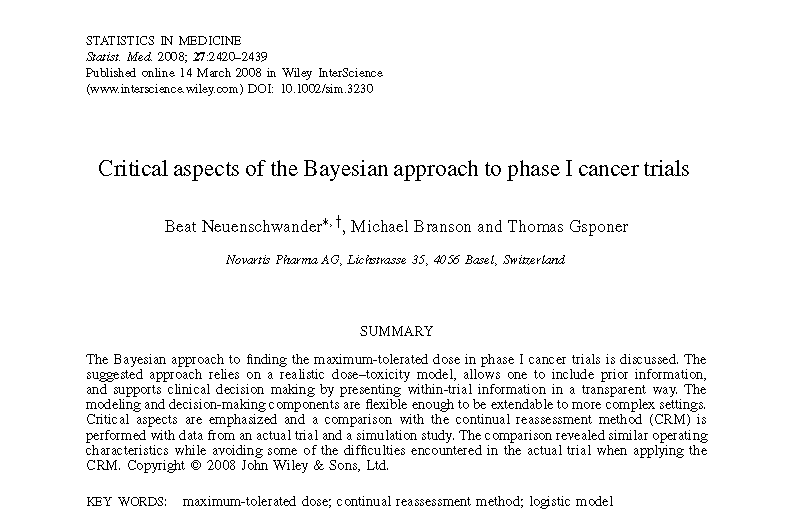 STATISTICS IN MEDICINE
Statist. Med. 2008; 27:2420–2439
Published online 14 March 2008 in Wiley InterScience
(www.interscience.wiley.com) DOI: 10.1002/sim.3230
Critical aspects of the Bayesian approach to phase I cancer trials
Beat Neuenschwander*,†, Michael Branson and Thomas Gsponer
Novartis Pharma AG, Lichstrasse 35, 4056 Basel, Switzerland
SUMMARY
The Bayesian approach to finding the maximum-tolerated dose in phase I cancer trials is discussed. The
suggested approach relies on a realistic dose–toxicity model, allows one to include prior information,
and supports clinical decision making by presenting within-trial information in a transparent way. The
modeling and decision-making components are flexible enough to be extendable to more complex settings.
Critical aspects are emphasized and a comparison with the continual reassessment method (CRM) is
performed with data from an actual trial and a simulation study. The comparison revealed similar operating
characteristics while avoiding some of the difficulties encountered in the actual trial when applying the
CRM. Copyright © 2008 John Wiley & Sons, Ltd.
KEY WORDS: maximum-tolerated dose; continual reassessment method; logistic model